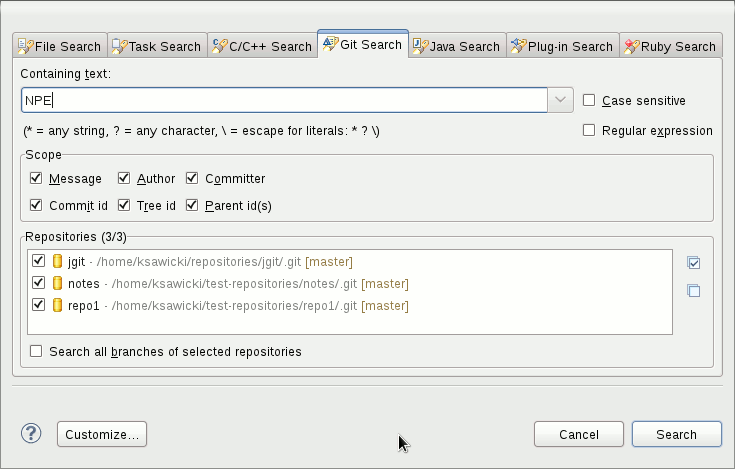 File Search Task Search C/C++ Search Git Search Java Search Plug-in Search Ruby Search
Containing text:
NPE
Case sensitive
(* = any string, ? = any character, \ = escape for literals: * ? \)
Regular expression
Scope
Message Author Committer
Commit id Tree id Parent id(s)
Repositories (3/3)
jgit - /home/ksawicki/repositories/jgit/.git [master]
notes - /home/ksawicki/test-repositories/notes/.git [master]
repo1 - /home/ksawicki/test-repositories/repo1/.git [master]
Search all branches of selected repositories
? Customize... Cancel Search